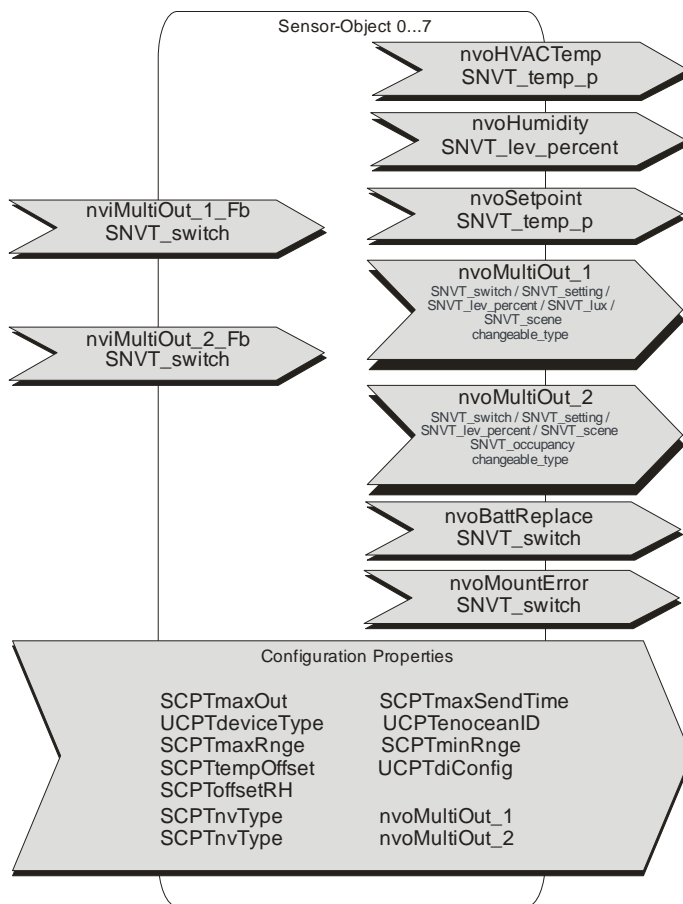 Sensor-Object 0...7
nvoHVACTemp
SNVT_temp_p
nvoHumidity
SNVT_lev_percent
nviMultiOut_1_Fb
SNVT_switch
nvoSetpoint
SNVT_temp_p
nvoMultiOut_1
SNVT_switch / SNVT_setting /
SNVT_lev_percent / SNVT_lux /
SNVT_scene
changeable_type
nviMultiOut_2_Fb
SNVT_switch
nvoMultiOut_2
SNVT_switch / SNVT_setting /
SNVT_lev_percent / SNVT_scene
SNVT_occupancy
changeable_type
nvoBattReplace
SNVT_switch
nvoMountError
SNVT_switch
Configuration Properties
SCPTmaxOut SCPTmaxSendTime
UCPTdeviceType UCPTenoceanID
SCPTmaxRnge SCPTminRnge
SCPTtempOffset UCPTdiConfig
SCPToffsetRH
SCPTnvType nvoMultiOut_1
SCPTnvType nvoMultiOut_2